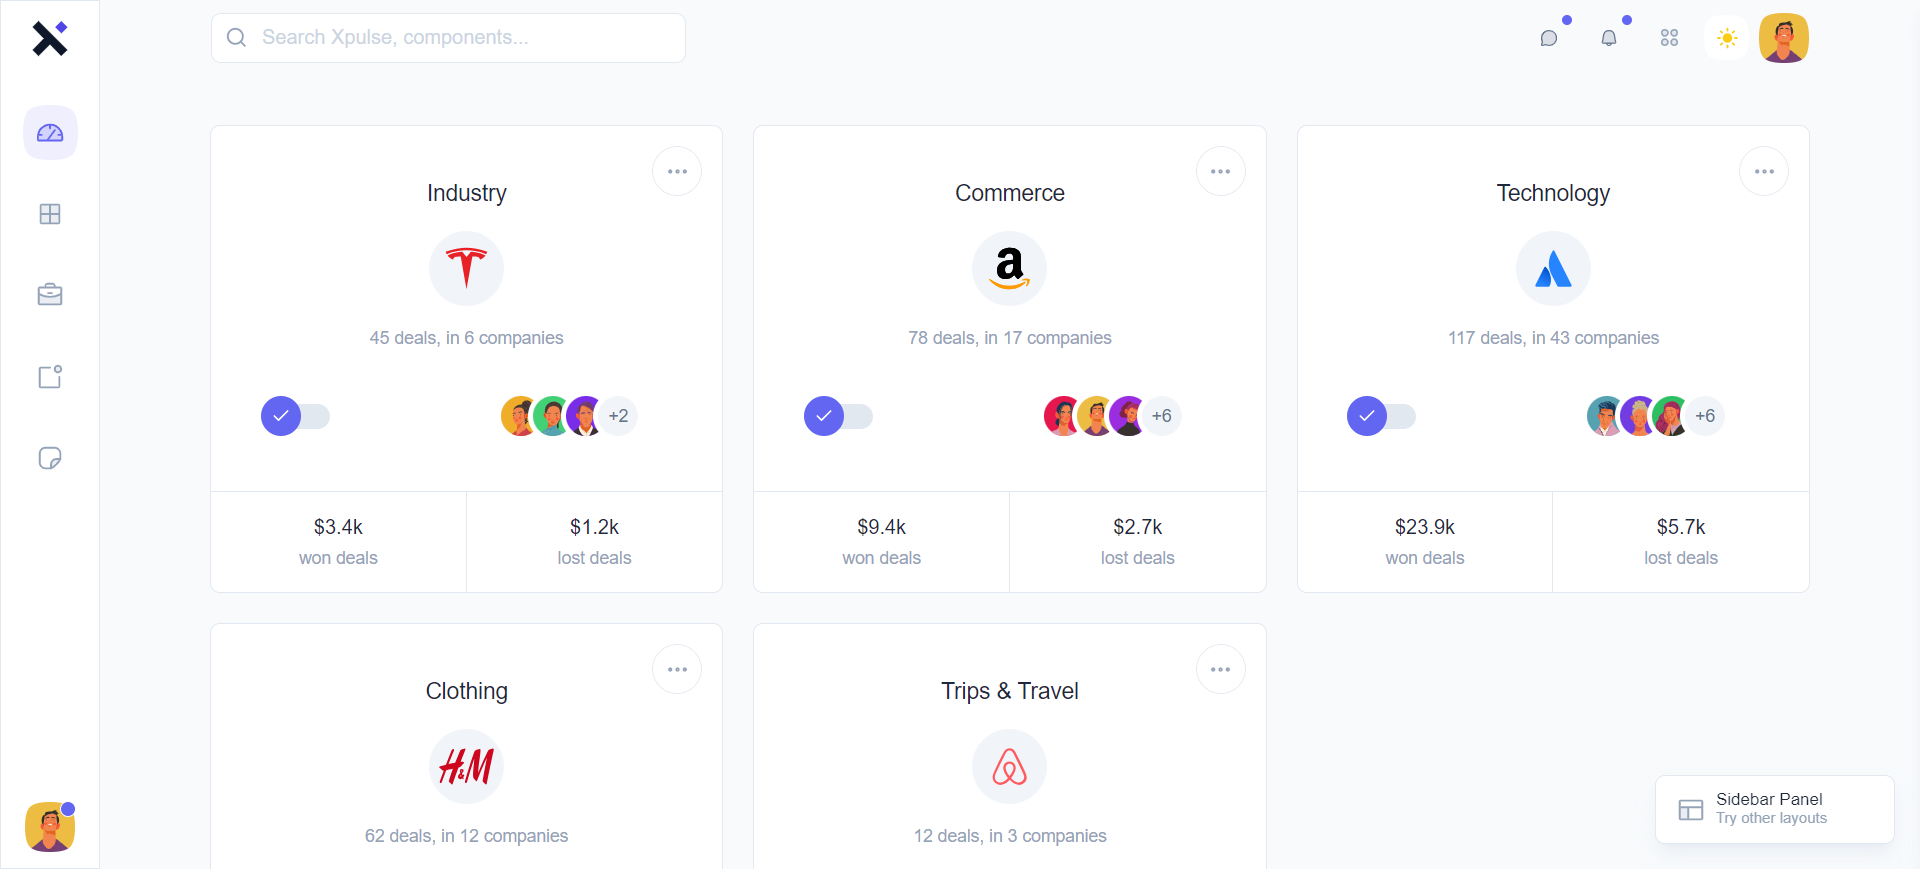 Search Xpulse, components...
Industry
45 deals, in 6 companies
+2
$3.4k
won deals
$1.2k
lost deals
Commerce
a
78 deals, in 17 companies
+6
$9.4k
won deals
$2.7k
lost deals
Technology
117 deals, in 43 companies
+6
$23.9k
won deals
$5.7k
lost deals
Clothing
H&M
62 deals, in 12 companies
Trips & Travel
12 deals, in 3 companies
Sidebar Panel
Try other layouts